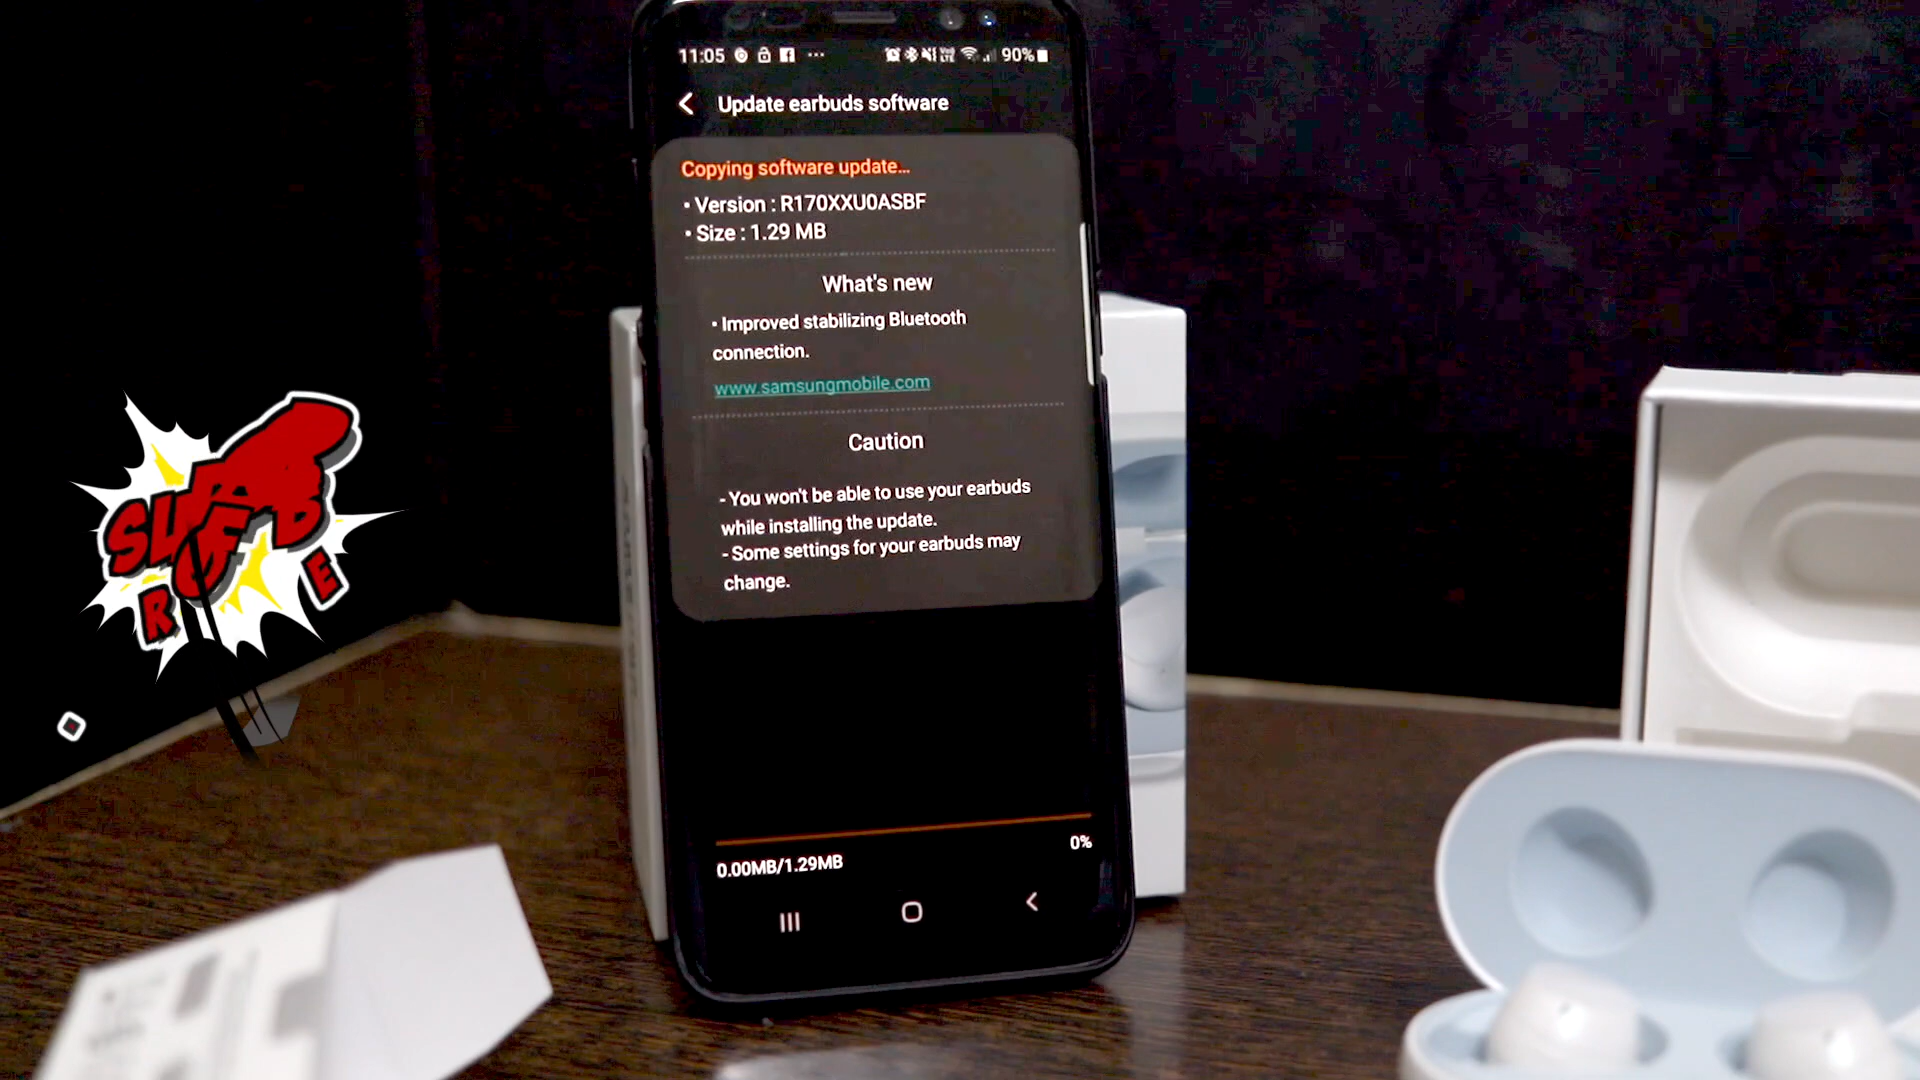 11:05
90%
Update earbuds software
Copying software update...
• Version : R170XXU0ASBF
• Size : 1.29 MB
What's new
• Improved stabilizing Bluetooth
connection.
www.samsungmobile.com
Caution
- You won't be able to use your earbuds
while installing the update.
- Some settings for your earbuds may
change.
0%
0.00MB/1.29MB